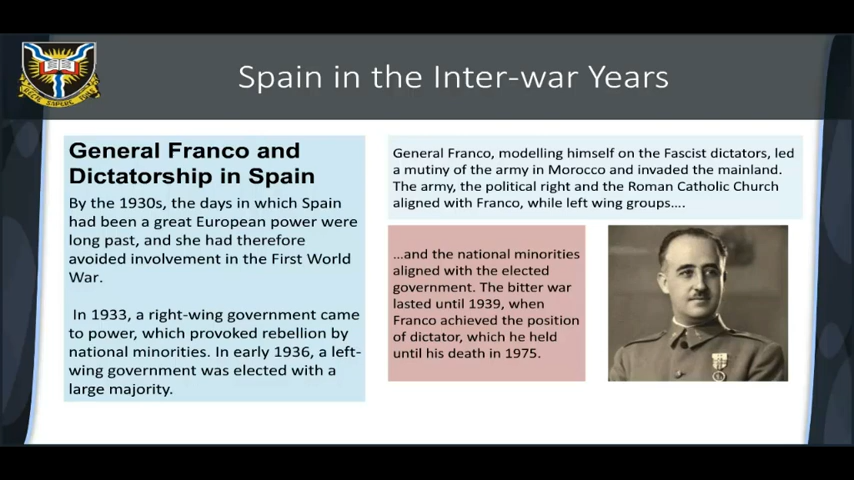 Spain in the Inter-war Years
General Franco and
Dictatorship in Spain
By the 1930s, the days in which Spain
had been a great European power were
long past, and she had therefore
avoided involvement in the First World
War.
In 1933, a right-wing government came
to power, which provoked rebellion by
national minorities. In early 1936, a left-
wing government was elected with a
large majority.
General Franco, modelling himself on the Fascist dictators, led
a mutiny of the army in Morocco and invaded the mainland.
The army, the political right and the Roman Catholic Church
aligned with Franco, while left wing groups....
...and the national minorities
aligned with the elected
government. The bitter war
lasted until 1939, when
Franco achieved the position
of dictator, which he held
until his death in 1975.